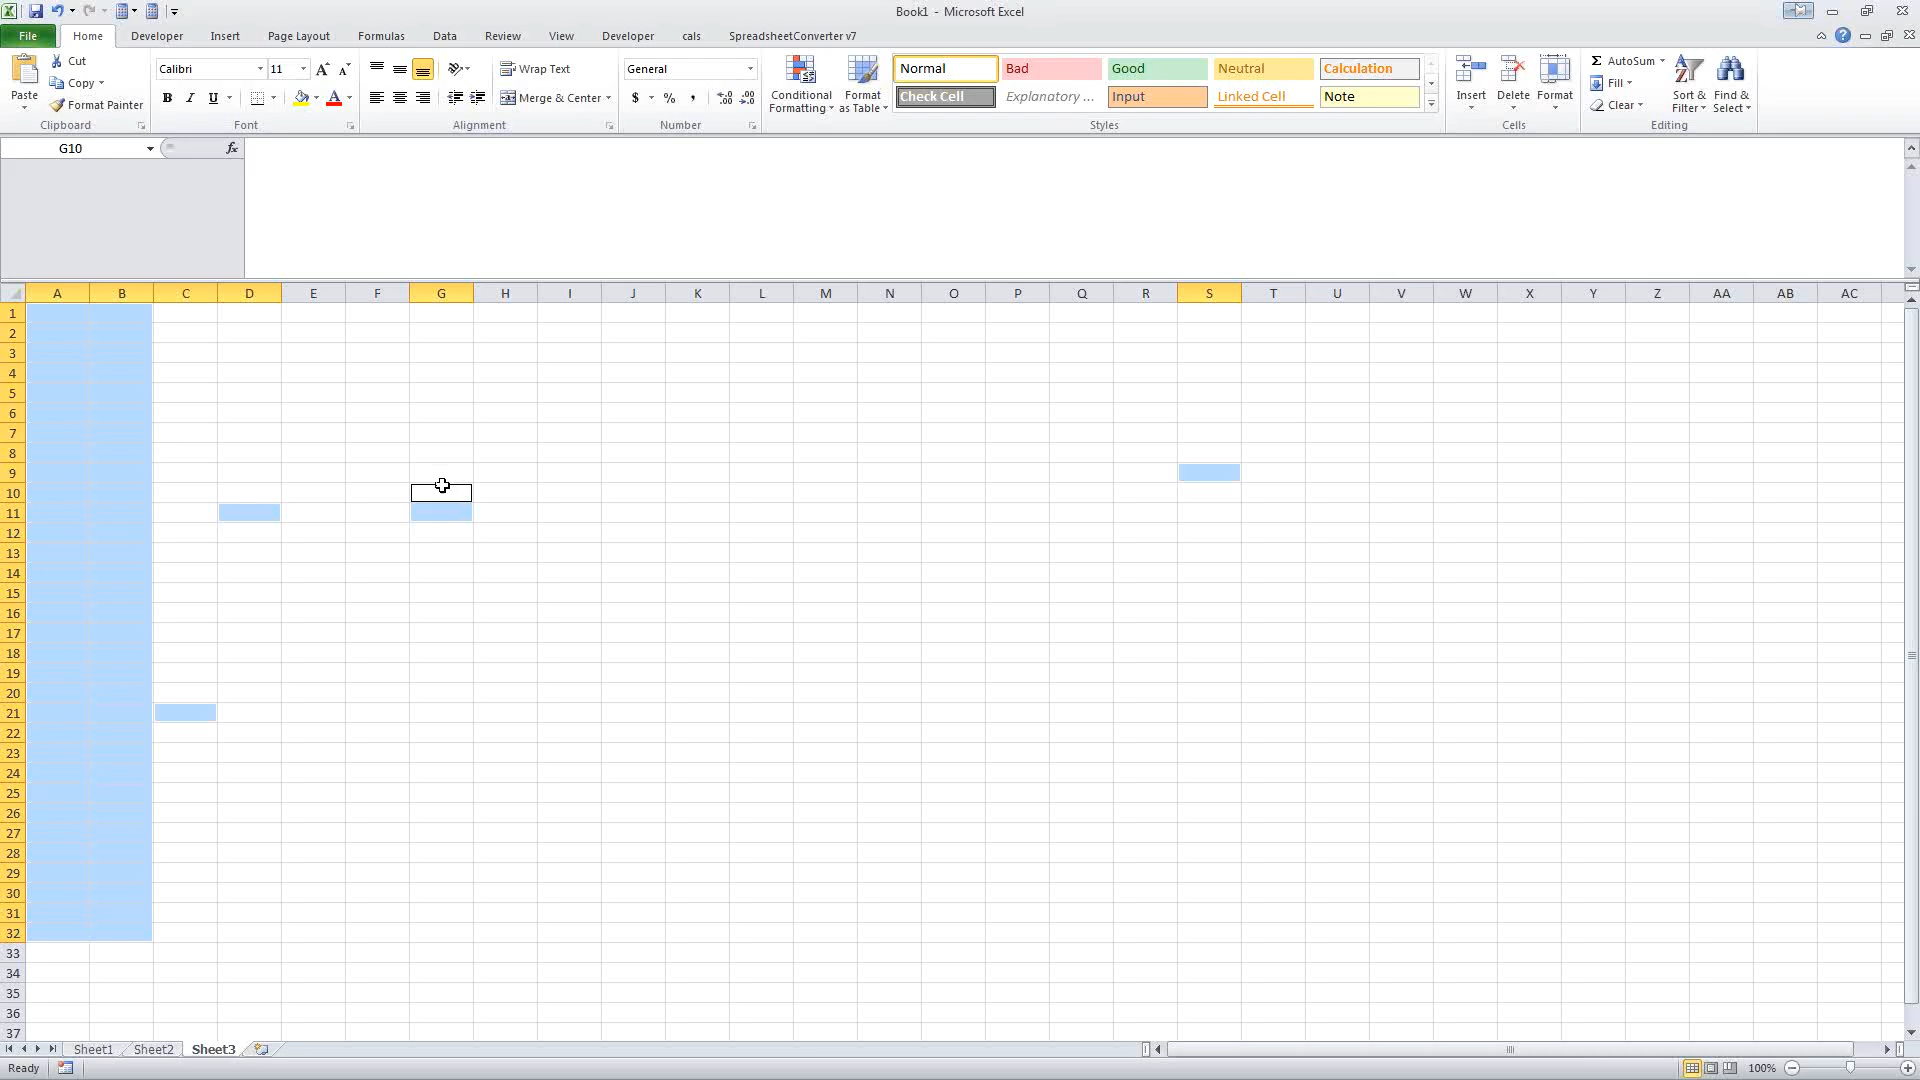 Book1 - Microsoft Excel
File Home Developer Insert Page Layout Formulas Data Review View Developer cals SpreadsheetConverter v7
Paste
Cut
Copy
Format Painter
Clipboard
Calibri 11
B I U
Font
Wrap Text
Merge & Center
Alignment
General
$ % ,
Number
Conditional Formatting
Format as Table
Normal Bad Good Neutral Calculation
Check Cell Explanatory ... Input Linked Cell Note
Styles
Insert Delete Format
Cells
Σ AutoSum
Fill
Clear
Sort & Filter
Find & Select
Editing
G10 fx
A B C D E F G H I J K L M N O P Q R S T U V W X Y Z AA AB AC
1
2
3
4
5
6
7
8
9
10
11
12
13
14
15
16
17
18
19
20
21
22
23
24
25
26
27
28
29
30
31
32
33
34
35
36
37
Sheet1 Sheet2 Sheet3
Ready 100%